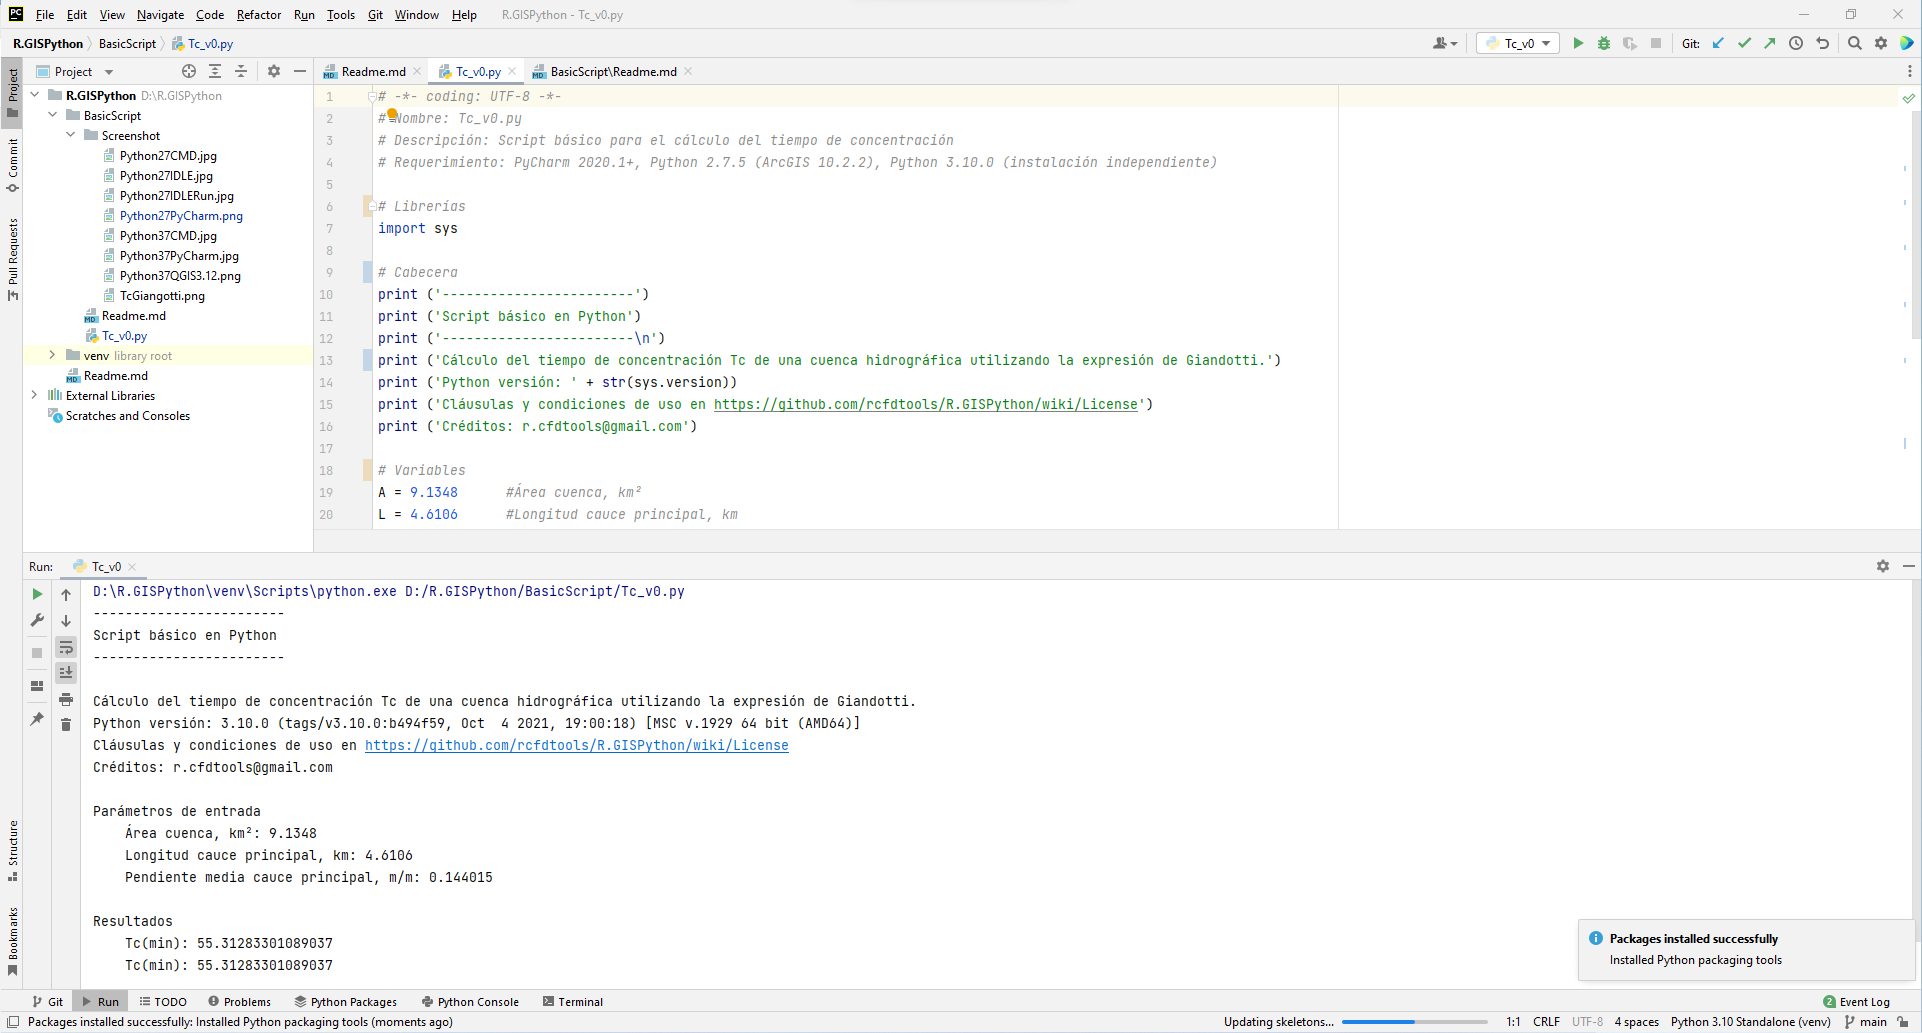 PC File Edit View Navigate Code Refactor Run Tools Git Window Help R.GISPython - Tc_v0.py
R.GISPython BasicScript Tc_v0.py Tc_v0 Git:
Project Readme.md Tc_v0.py BasicScript\Readme.md
Project
Commit
Pull Requests
Structure
Bookmarks
R.GISPython D:\R.GISPython
BasicScript
Screenshot
Python27CMD.jpg
Python27IDLE.jpg
Python27IDLERun.jpg
Python27PyCharm.png
Python37CMD.jpg
Python37PyCharm.jpg
Python37QGIS3.12.png
TcGiangotti.png
Readme.md
Tc_v0.py
venv library root
Readme.md
External Libraries
Scratches and Consoles
1 # -*- coding: UTF-8 -*-
2 # Nombre: Tc_v0.py
3 # Descripción: Script básico para el cálculo del tiempo de concentración
4 # Requerimiento: PyCharm 2020.1+, Python 2.7.5 (ArcGIS 10.2.2), Python 3.10.0 (instalación independiente)
5
6 # Librerías
7 import sys
8
9 # Cabecera
10 print ('------------------------')
11 print ('Script básico en Python')
12 print ('------------------------\n')
13 print ('Cálculo del tiempo de concentración Tc de una cuenca hidrográfica utilizando la expresión de Giandotti.')
14 print ('Python versión: ' + str(sys.version))
15 print ('Cláusulas y condiciones de uso en https://github.com/rcfdtools/R.GISPython/wiki/License')
16 print ('Créditos: r.cfdtools@gmail.com')
17
18 # Variables
19 A = 9.1348      #Área cuenca, km²
20 L = 4.6106      #Longitud cauce principal, km
Run: Tc_v0
D:\R.GISPython\venv\Scripts\python.exe D:/R.GISPython/BasicScript/Tc_v0.py
------------------------
Script básico en Python
------------------------
Cálculo del tiempo de concentración Tc de una cuenca hidrográfica utilizando la expresión de Giandotti.
Python versión: 3.10.0 (tags/v3.10.0:b494f59, Oct  4 2021, 19:00:18) [MSC v.1929 64 bit (AMD64)]
Cláusulas y condiciones de uso en https://github.com/rcfdtools/R.GISPython/wiki/License
Créditos: r.cfdtools@gmail.com
Parámetros de entrada
Área cuenca, km²: 9.1348
Longitud cauce principal, km: 4.6106
Pendiente media cauce principal, m/m: 0.144015
Resultados
Tc(min): 55.31283301089037
Tc(min): 55.31283301089037
Packages installed successfully
Installed Python packaging tools
Git Run TODO Problems Python Packages Python Console Terminal 2 Event Log
Packages installed successfully: Installed Python packaging tools (moments ago) Updating skeletons... 1:1 CRLF UTF-8 4 spaces Python 3.10 Standalone (venv) main